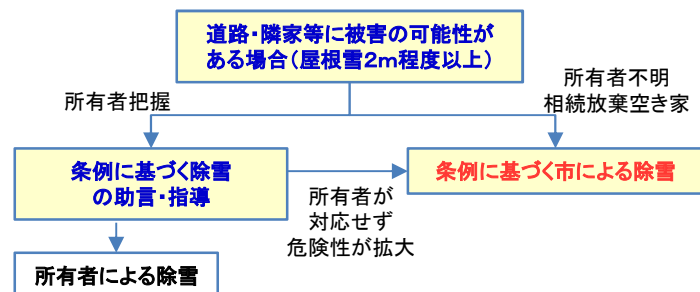 道路・隣家等に被害の可能性が
ある場合（屋根雪2m程度以上）
所有者把握
所有者不明
相続放棄空き家
条例に基づく除雪
の助言・指導
所有者が
対応せず
危険性が拡大
条例に基づく市による除雪
所有者による除雪